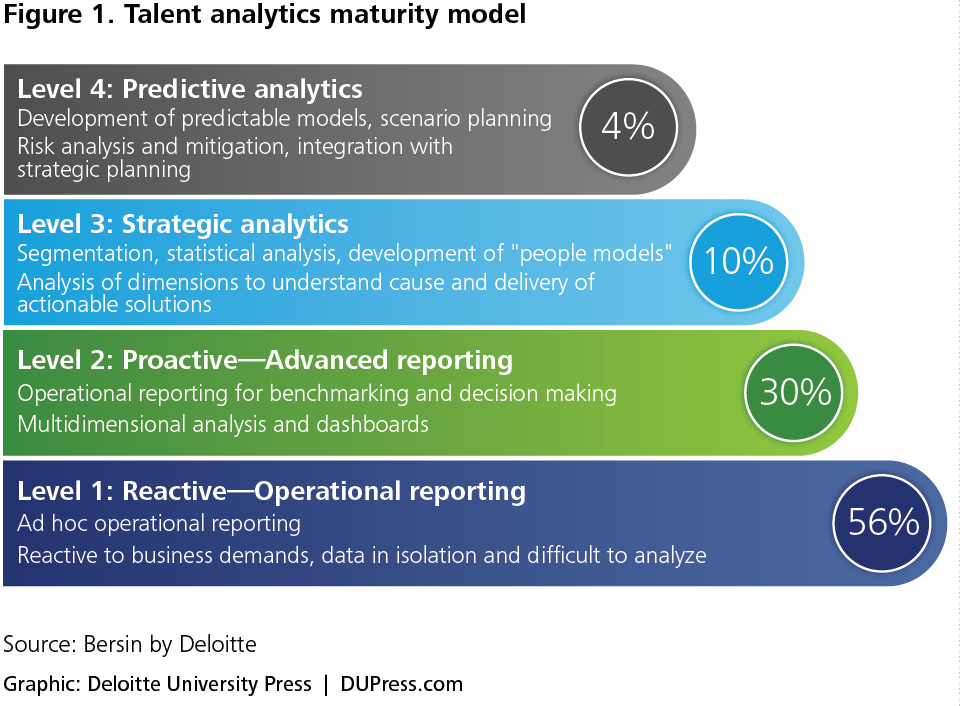 Figure 1. Talent analytics maturity model
Level 4: Predictive analytics
Development of predictable models, scenario planning
Risk analysis and mitigation, integration with
strategic planning
4%
Level 3: Strategic analytics
Segmentation, statistical analysis, development of "people models"
Analysis of dimensions to understand cause and delivery of
actionable solutions
10%
Level 2: Proactive—Advanced reporting
Operational reporting for benchmarking and decision making
Multidimensional analysis and dashboards
30%
Level 1: Reactive—Operational reporting
Ad hoc operational reporting
Reactive to business demands, data in isolation and difficult to analyze
56%
Source: Bersin by Deloitte
Graphic: Deloitte University Press | DUPress.com